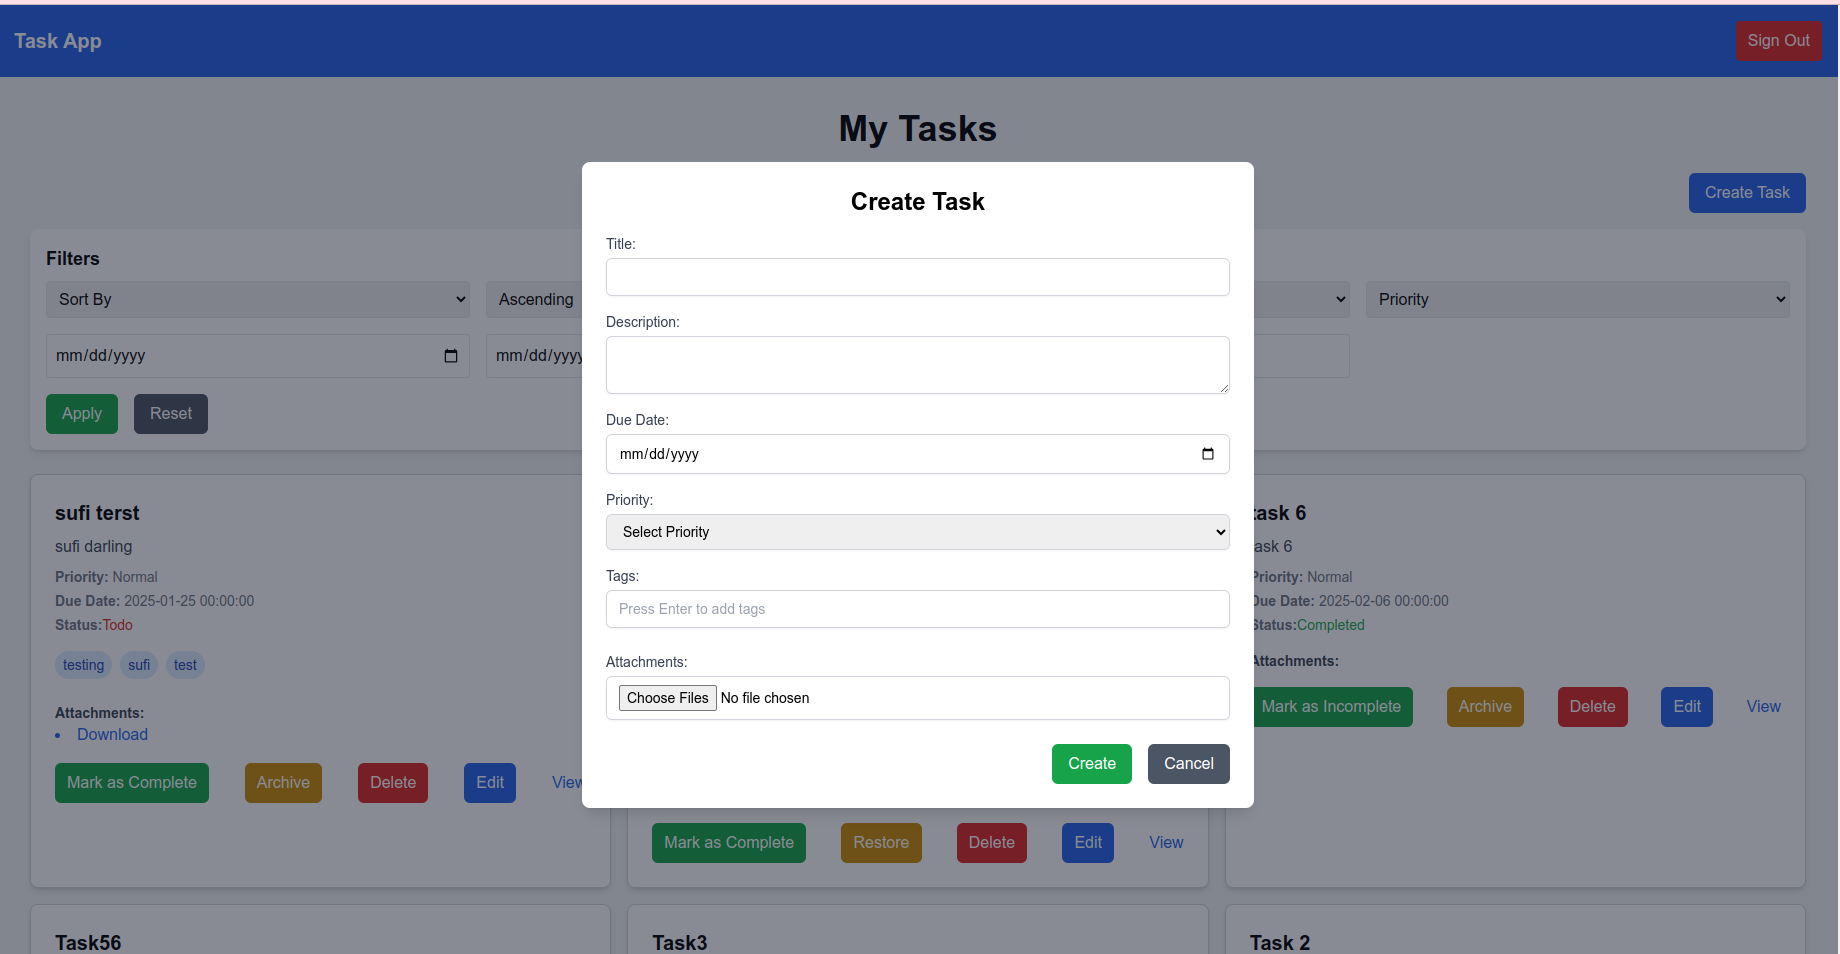 Task App
Sign Out
My Tasks
Create Task
Filters
Sort By
Ascending
Priority
mm/dd/yyyy
mm/dd/yyyy
Apply
Reset
Create Task
Title:
Description:
Due Date:
mm/dd/yyyy
Priority:
Select Priority
Tags:
Press Enter to add tags
Attachments:
Choose Files No file chosen
Create
Cancel
sufi terst
sufi darling
Priority: Normal
Due Date: 2025-01-25 00:00:00
Status:Todo
testing sufi test
Attachments:
Download
Mark as Complete Archive Delete Edit View
Mark as Complete Restore Delete Edit View
task 6
task 6
Priority: Normal
Due Date: 2025-02-06 00:00:00
Status:Completed
Attachments:
Mark as Incomplete Archive Delete Edit View
Task56
Task3
Task 2